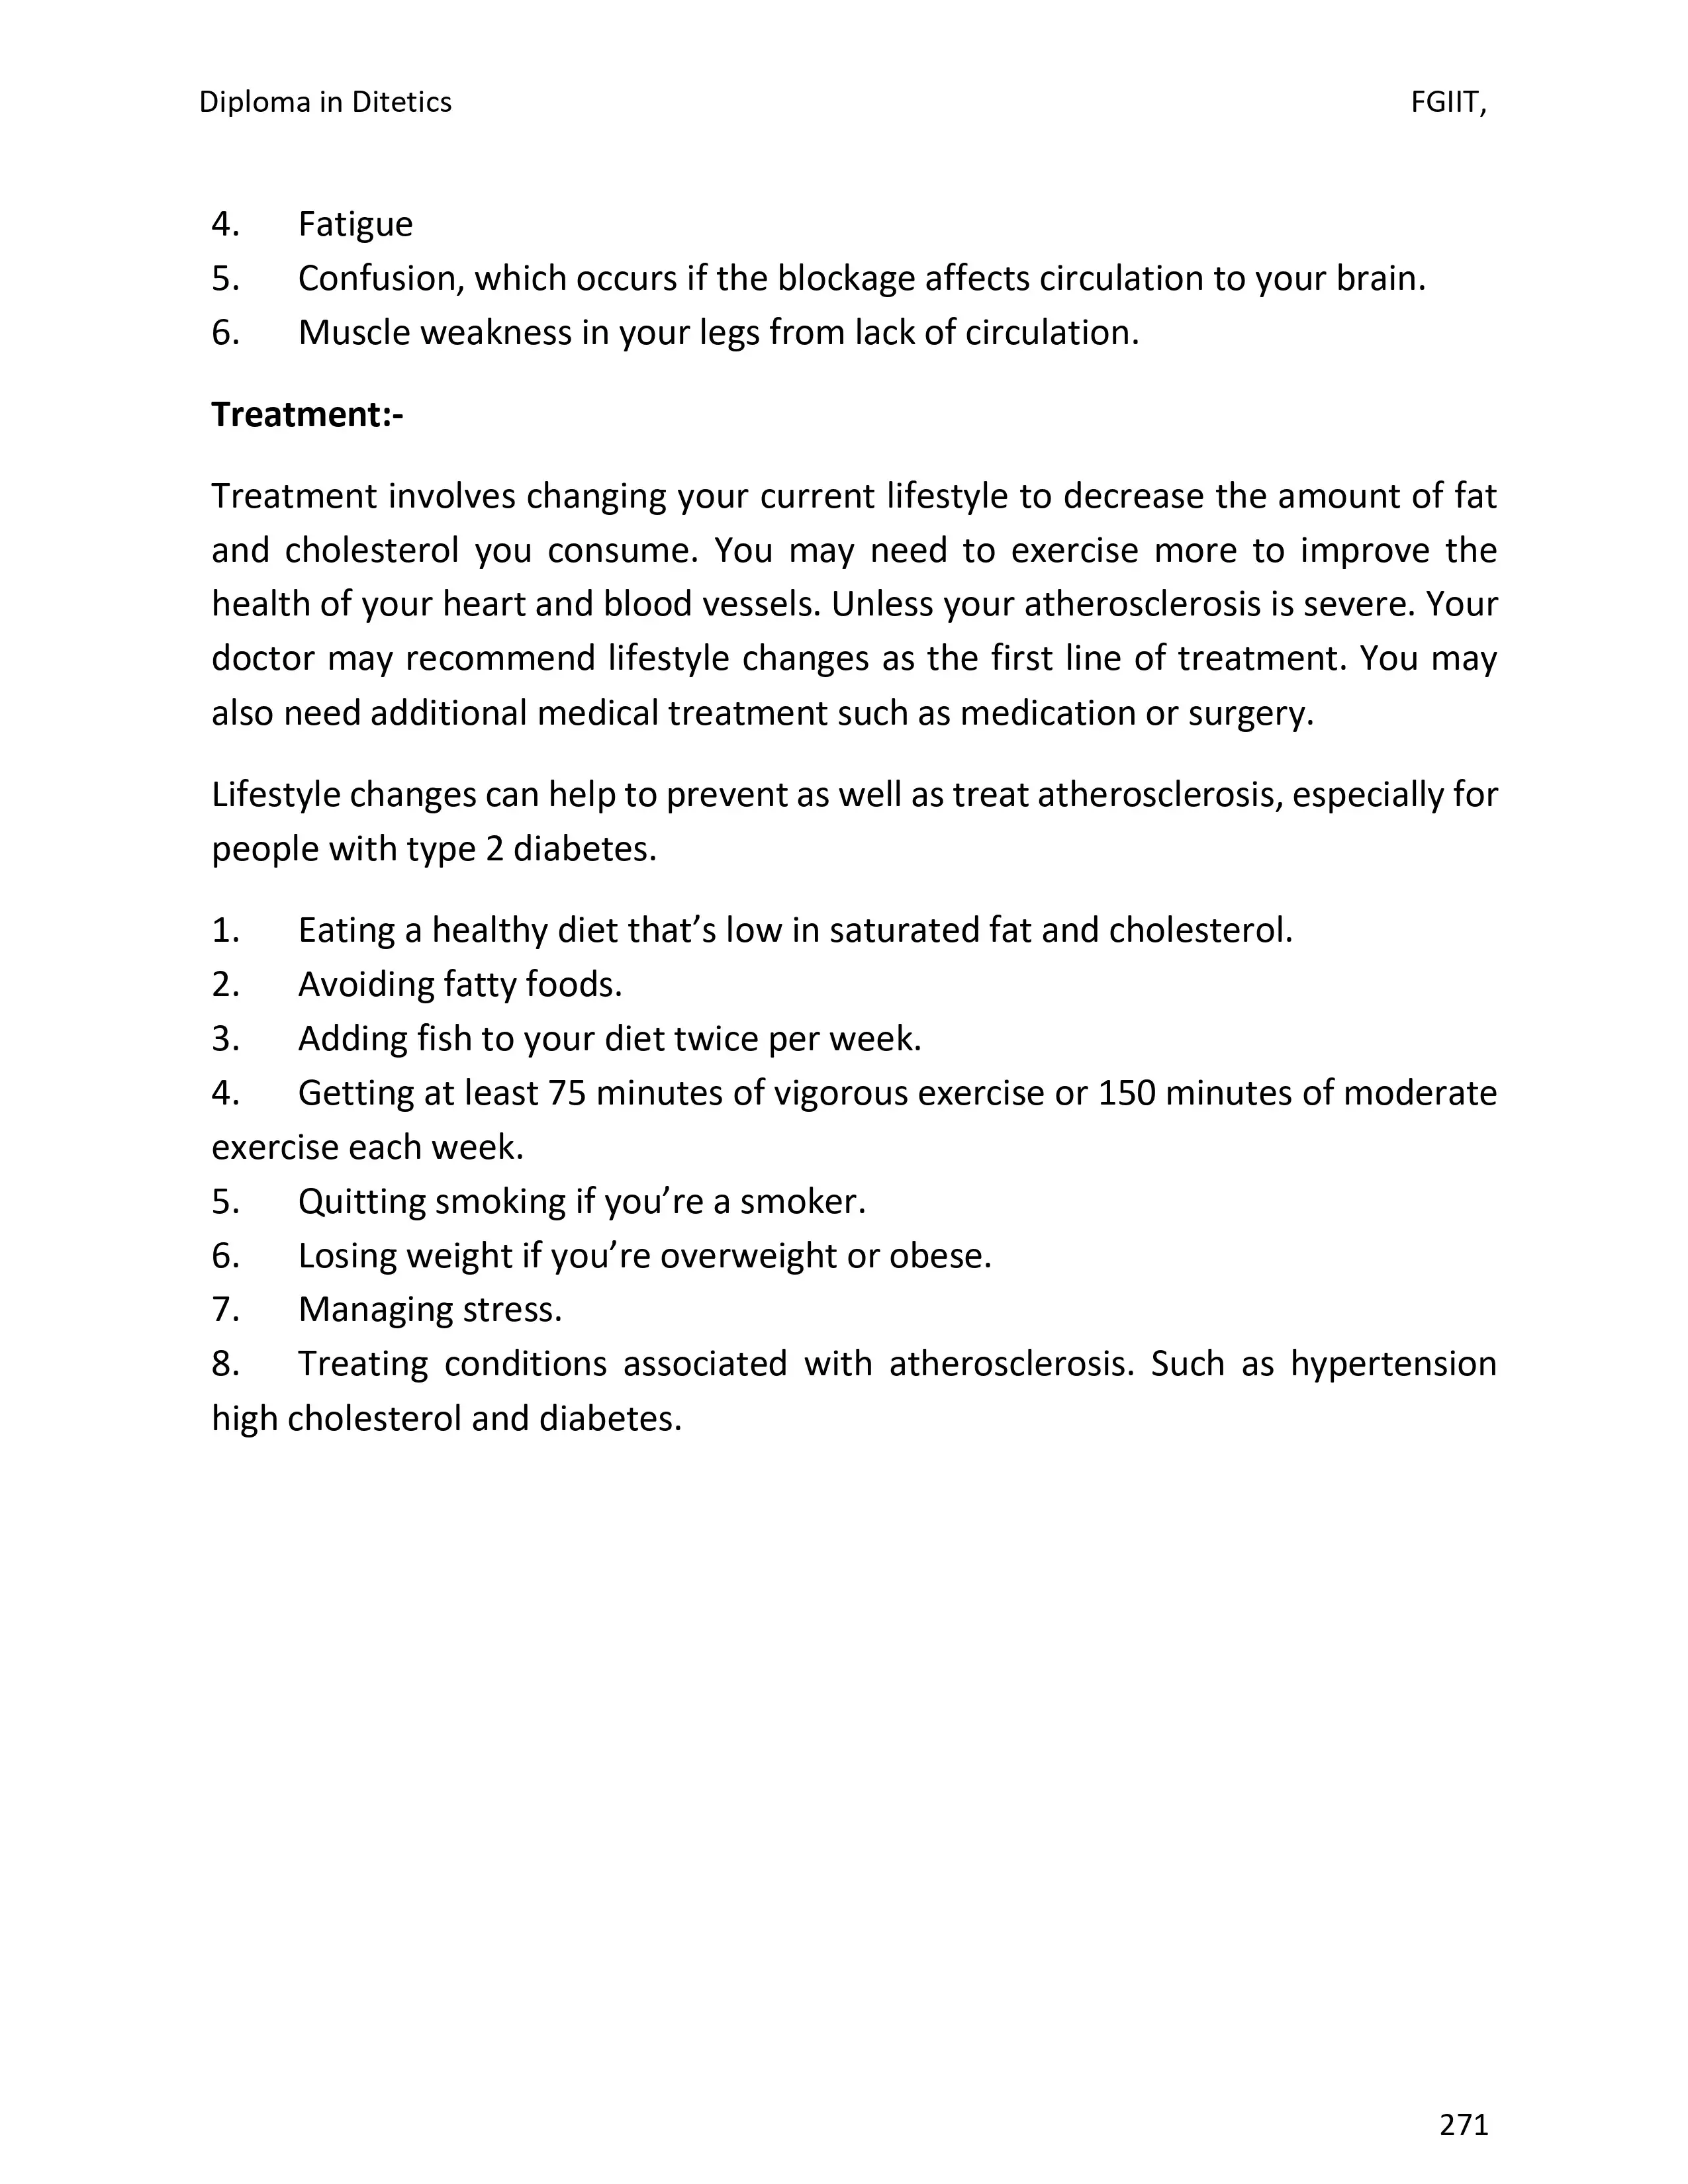 Diploma in Ditetics FGIIT,
4. Fatigue
5. Confusion, which occurs if the blockage affects circulation to your brain.
6. Muscle weakness in your legs from lack of circulation.
Treatment:-
Treatment involves changing your current lifestyle to decrease the amount of fat
and cholesterol you consume. You may need to exercise more to improve the
health of your heart and blood vessels. Unless your atherosclerosis is severe. Your
doctor may recommend lifestyle changes as the first line of treatment. You may
also need additional medical treatment such as medication or surgery.
Lifestyle changes can help to prevent as well as treat atherosclerosis, especially for
people with type 2 diabetes.
1. Eating a healthy diet that’s low in saturated fat and cholesterol.
2. Avoiding fatty foods.
3. Adding fish to your diet twice per week.
4. Getting at least 75 minutes of vigorous exercise or 150 minutes of moderate
exercise each week.
5. Quitting smoking if you’re a smoker.
6. Losing weight if you’re overweight or obese.
7. Managing stress.
8. Treating conditions associated with atherosclerosis. Such as hypertension
high cholesterol and diabetes.
271